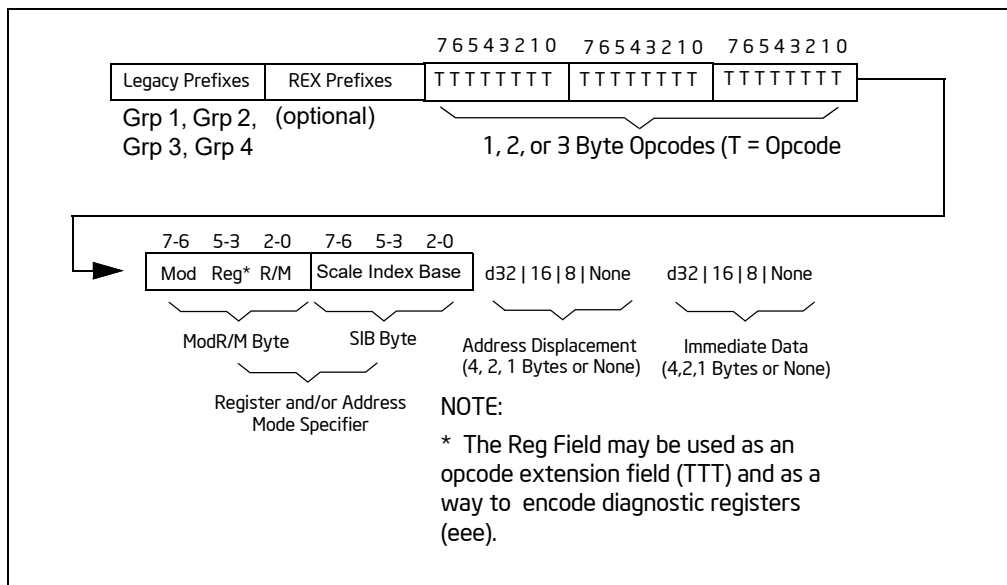 7 6 5 4 3 2 1 0 7 6 5 4 3 2 1 0 7 6 5 4 3 2 1 0
Legacy Prefixes REX Prefixes T T T T T T T T T T T T T T T T T T T T T T T T
Grp 1, Grp 2, (optional)
Grp 3, Grp 4
1, 2, or 3 Byte Opcodes (T = Opcode
7-6 5-3 2-0 7-6 5-3 2-0
Mod Reg* R/M Scale Index Base d32 | 16 | 8 | None d32 | 16 | 8 | None
ModR/M Byte SIB Byte Address Displacement Immediate Data
(4, 2, 1 Bytes or None) (4,2,1 Bytes or None)
Register and/or Address
Mode Specifier
NOTE:
* The Reg Field may be used as an
opcode extension field (TTT) and as a
way to encode diagnostic registers
(eee).